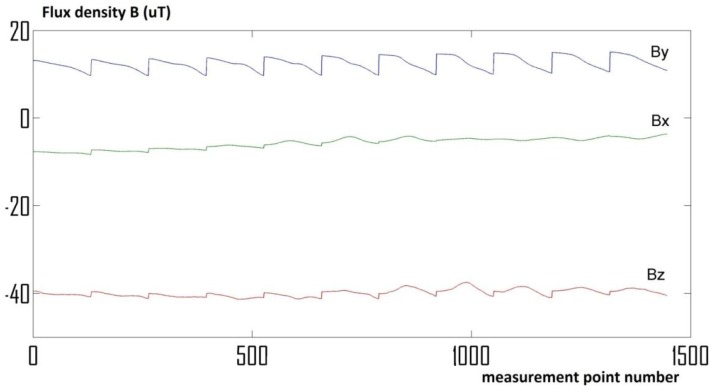 Flux density B (uT)
20
By
0
Bx
-20
Bz
-40
0 500 1000 1500
measurement point number